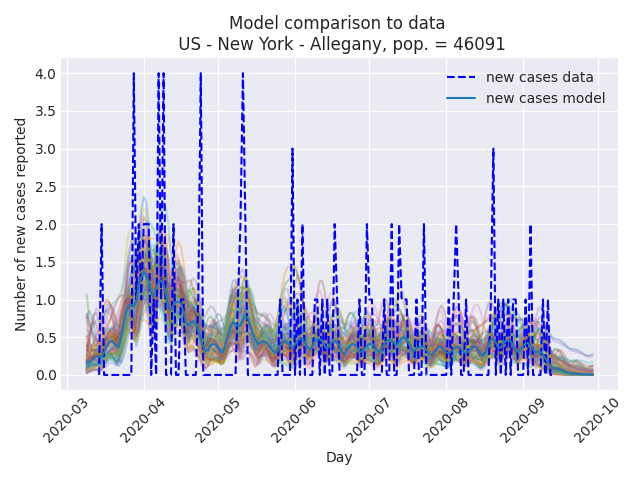 Model comparison to data
US - New York - Allegany, pop. = 46091
new cases data
new cases model
Number of new cases reported
4.0
3.5
3.0
2.5
2.0
1.5
1.0
0.5
0.0
2020-03
2020-04
2020-05
2020-06
2020-07
2020-08
2020-09
2020-10
Day